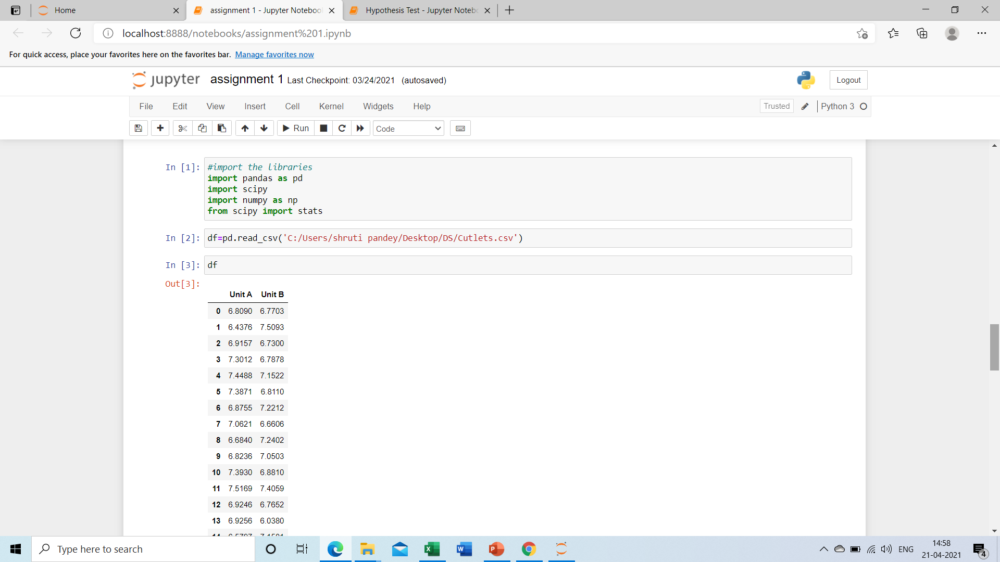 Home
assignment 1 - Jupyter Notebook
Hypothesis Test - Jupyter Noteb
localhost:8888/notebooks/assignment%201.ipynb
For quick access, place your favorites here on the favorites bar. Manage favorites now
jupyter assignment 1 Last Checkpoint: 03/24/2021 (autosaved)
Logout
File Edit View Insert Cell Kernel Widgets Help
Trusted Python 3
Run Code
In [1]: #import the libraries
import pandas as pd
import scipy
import numpy as np
from scipy import stats
In [2]: df=pd.read_csv('C:/Users/shruti pandey/Desktop/DS/Cutlets.csv')
In [3]: df
Out[3]:
Unit A Unit B
0 6.8090 6.7703
1 6.4376 7.5093
2 6.9157 6.7300
3 7.3012 6.7878
4 7.4488 7.1522
5 7.3871 6.8110
6 6.8755 7.2212
7 7.0621 6.6606
8 6.6840 7.2402
9 6.8236 7.0503
10 7.3930 6.8810
11 7.5169 7.4059
12 6.9246 6.7652
13 6.9256 6.0380
Type here to search
ENG
14:58
21-04-2021
4